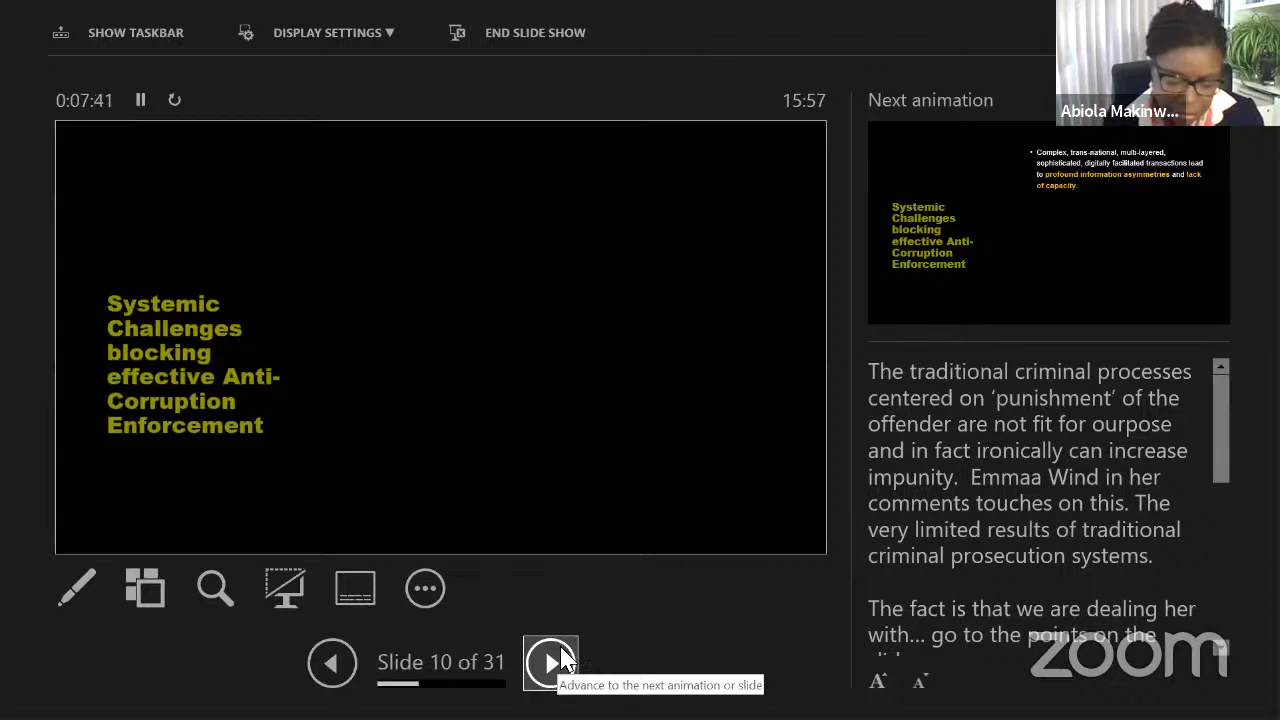 SHOW TASKBAR
DISPLAY SETTINGS ▼
END SLIDE SHOW
Abiola Makinw...
0:07:41
15:57
Next animation
Systemic
Challenges
blocking
effective Anti-
Corruption
Enforcement
• Complex, trans-national, multi-layered,
sophisticated, digitally facilitated transactions lead
to profound information asymmetries and lack
of capacity.
Systemic
Challenges
blocking
effective Anti-
Corruption
Enforcement
The traditional criminal processes
centered on ‘punishment’ of the
offender are not fit for ourpose
and in fact ironically can increase
impunity. Emmaa Wind in her
comments touches on this. The
very limited results of traditional
criminal prosecution systems.
The fact is that we are dealing her
with... go to the points on the
Slide 10 of 31
Advance to the next animation or slide
A A
zoom